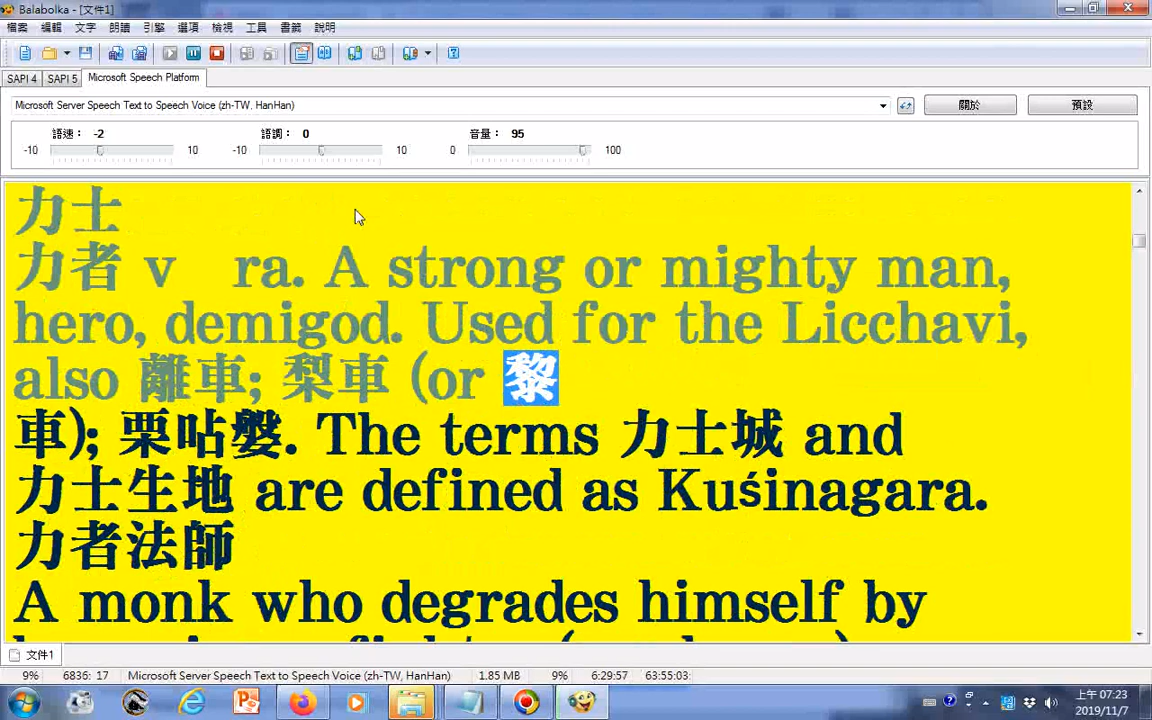 Balabolka - [文件1]
檔案 編輯 文字 朗讀 引擎 選項 檢視 工具 書籤 說明
SAPI 4 SAPI 5 Microsoft Speech Platform
Microsoft Server Speech Text to Speech Voice (zh-TW, HanHan) 關於 預設
語速： -2 語調： 0 音量： 95
-10 10 -10 10 0 100
力士
力者 v ra. A strong or mighty man,
hero, demigod. Used for the Licchavi,
also 離車; 梨車 (or 黎
車); 栗呫鑿. The terms 力士城 and
力士生地 are defined as Kuśinagara.
力者法師
A monk who degrades himself by
文件1
9% 6836: 17 Microsoft Server Speech Text to Speech Voice (zh-TW, HanHan) 1.85 MB 9% 6:29:57 63:55:03:
上午 07:23
2019/11/7